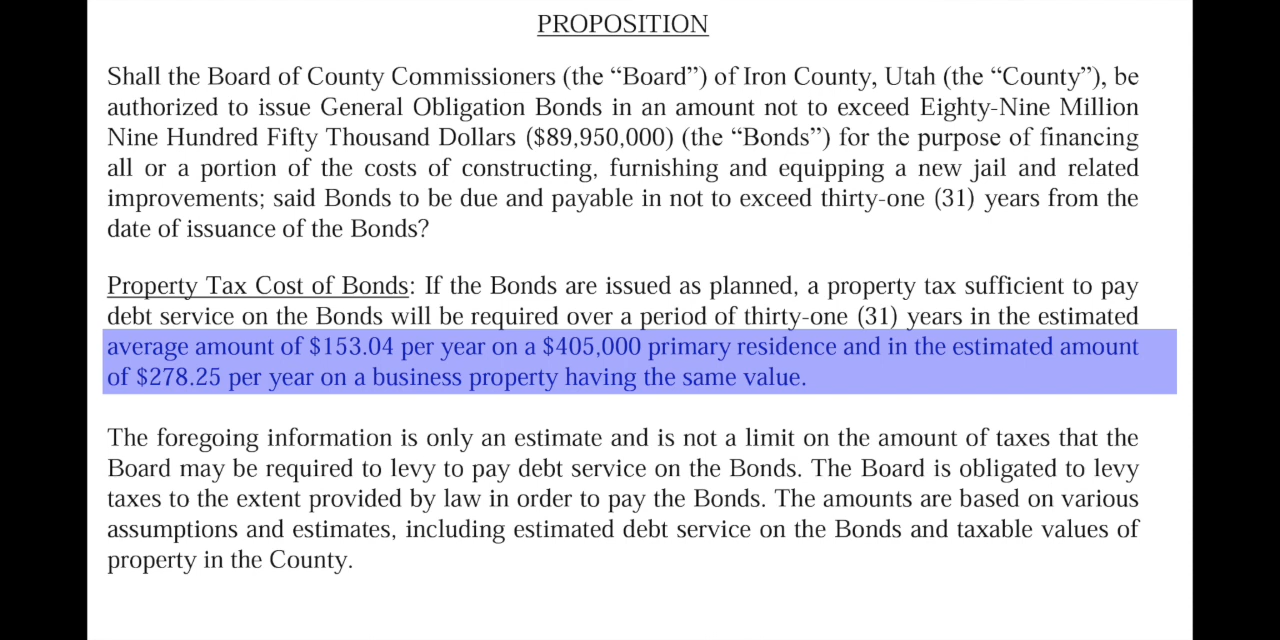 PROPOSITION
Shall the Board of County Commissioners (the “Board”) of Iron County, Utah (the “County”), be
authorized to issue General Obligation Bonds in an amount not to exceed Eighty-Nine Million
Nine Hundred Fifty Thousand Dollars ($89,950,000) (the “Bonds”) for the purpose of financing
all or a portion of the costs of constructing, furnishing and equipping a new jail and related
improvements; said Bonds to be due and payable in not to exceed thirty-one (31) years from the
date of issuance of the Bonds?
Property Tax Cost of Bonds: If the Bonds are issued as planned, a property tax sufficient to pay
debt service on the Bonds will be required over a period of thirty-one (31) years in the estimated
average amount of $153.04 per year on a $405,000 primary residence and in the estimated amount
of $278.25 per year on a business property having the same value.
The foregoing information is only an estimate and is not a limit on the amount of taxes that the
Board may be required to levy to pay debt service on the Bonds. The Board is obligated to levy
taxes to the extent provided by law in order to pay the Bonds. The amounts are based on various
assumptions and estimates, including estimated debt service on the Bonds and taxable values of
property in the County.